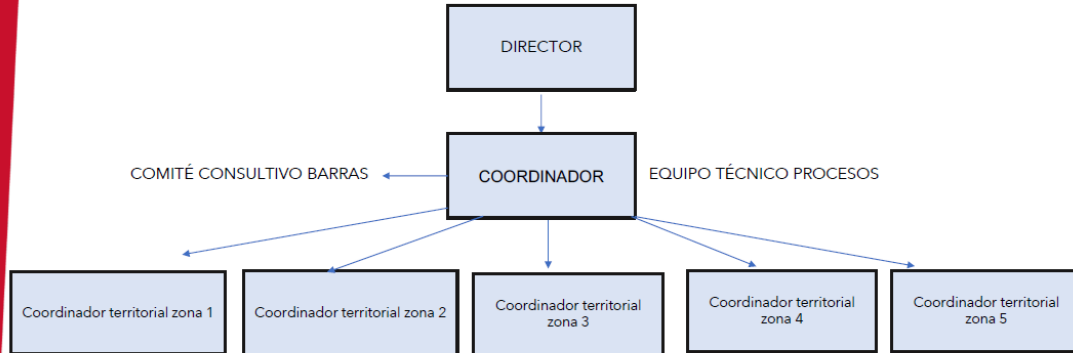 DIRECTOR
COMITÉ CONSULTIVO BARRAS
COORDINADOR
EQUIPO TÉCNICO PROCESOS
Coordinador territorial zona 1
Coordinador territorial zona 2
Coordinador territorial
zona 3
Coordinador territorial
zona 4
Coordinador territorial
zona 5